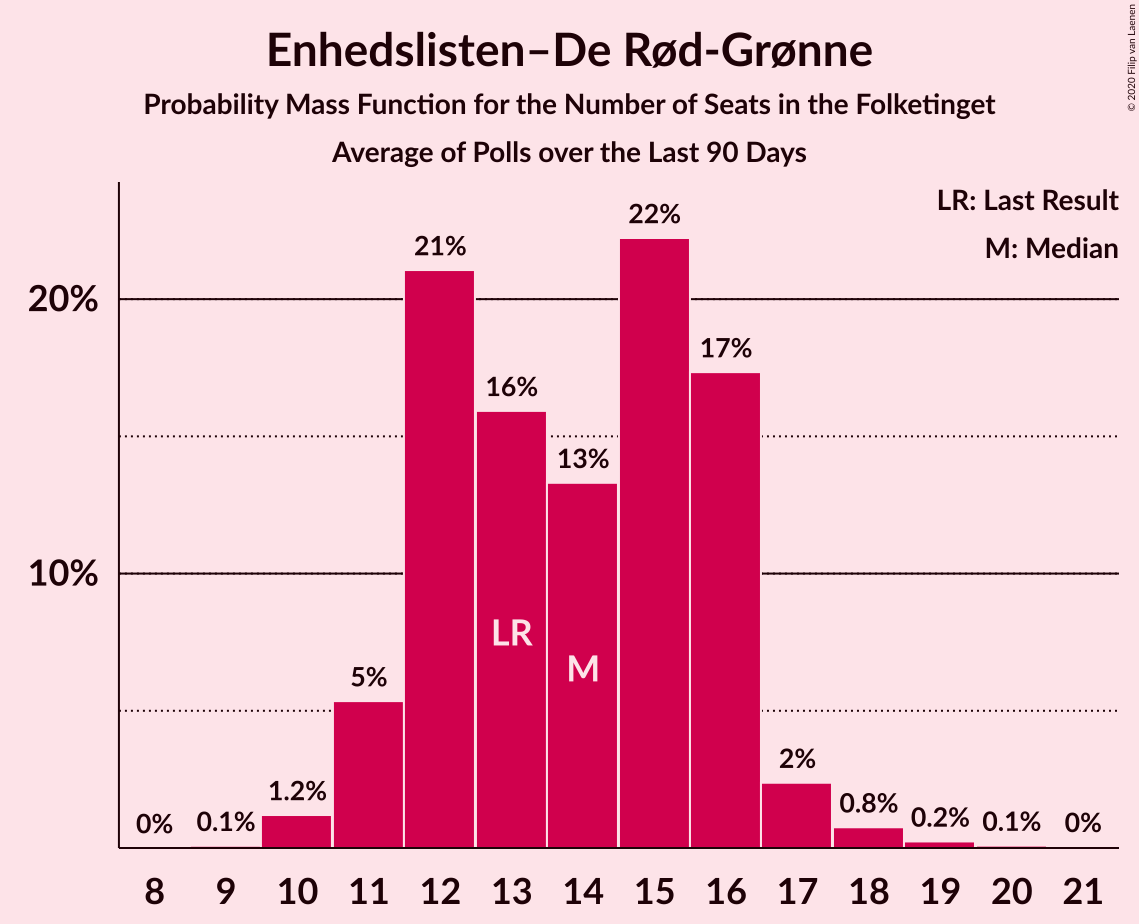 Enhedslisten–De Rød-Grønne
Probability Mass Function for the Number of Seats in the Folketinget
Average of Polls over the Last 90 Days
© 2020 Filip van Laenen
LR: Last Result
M: Median
22%
21%
20%
17%
16%
13%
10%
LR
M
5%
2%
1.2%
0.8%
0%
0.1%
0.2%
0.1%
0%
8 9 10 11 12 13 14 15 16 17 18 19 20 21